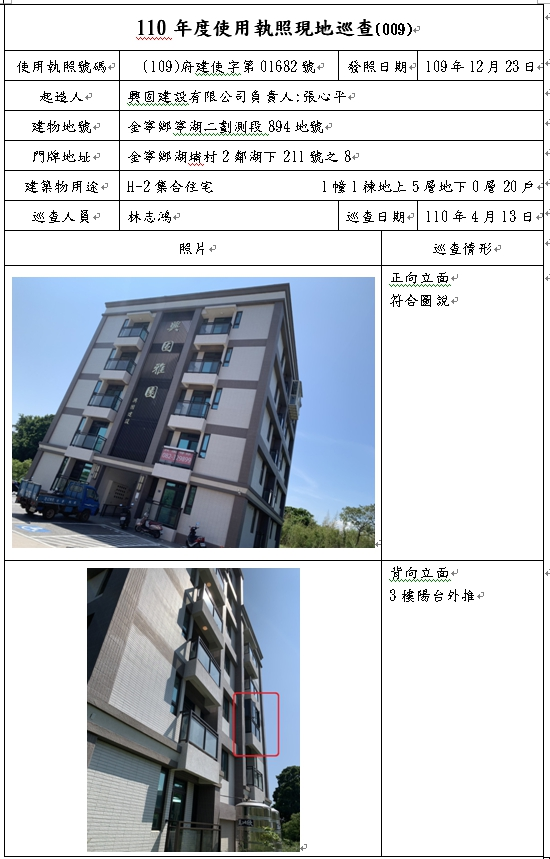 110 年度使用執照現地巡查(009)
使用執照號碼 (109)府建使字第 01682 號 發照日期 109 年 12 月 23 日
起造人 興固建設有限公司負責人:張心平
建物地號 金寧鄉寧湖二劃測段 894 地號
門牌地址 金寧鄉湖埔村 2 鄰湖下 211 號之 8
建築物用途 H-2 集合住宅 1 幢 1 棟地上 5 層地下 0 層 20 戶
巡查人員 林志鴻 巡查日期 110 年 4 月 13 日
照片 巡查情形
正向立面
符合圖說
興固雅園
背向立面
3 樓陽台外推